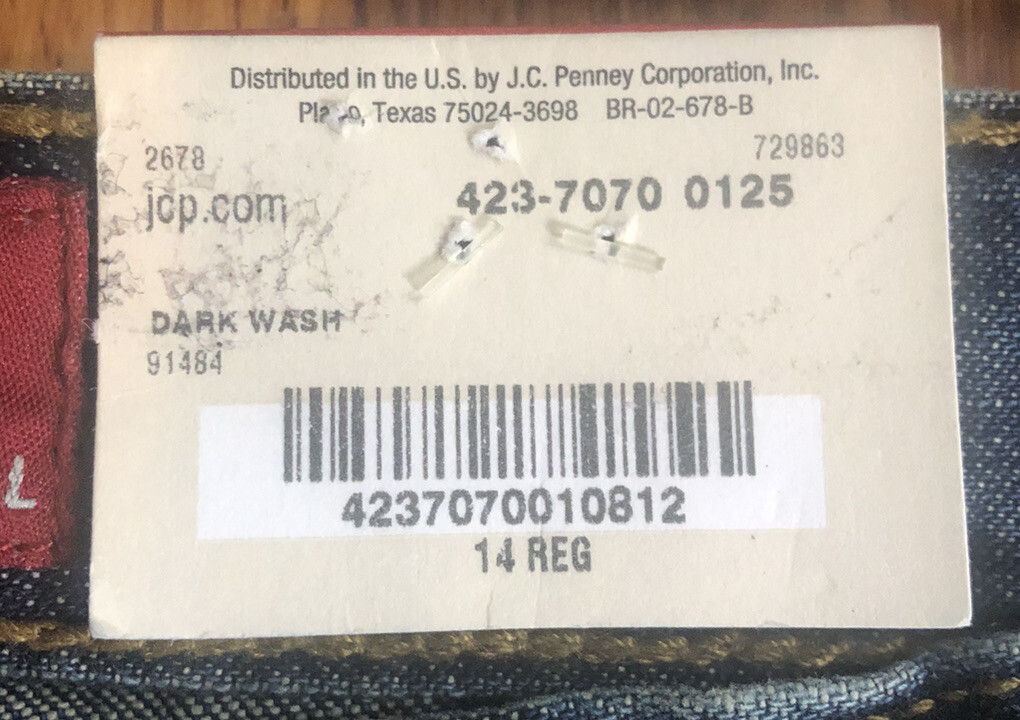 Distributed in the U.S. by J.C. Penney Corporation, Inc.
Texas 75024-3698 BR-02-678-B
2678 729863
jcp.com 423-7070 0125
DARK WASH
91484
4237070010812
14 REG
L